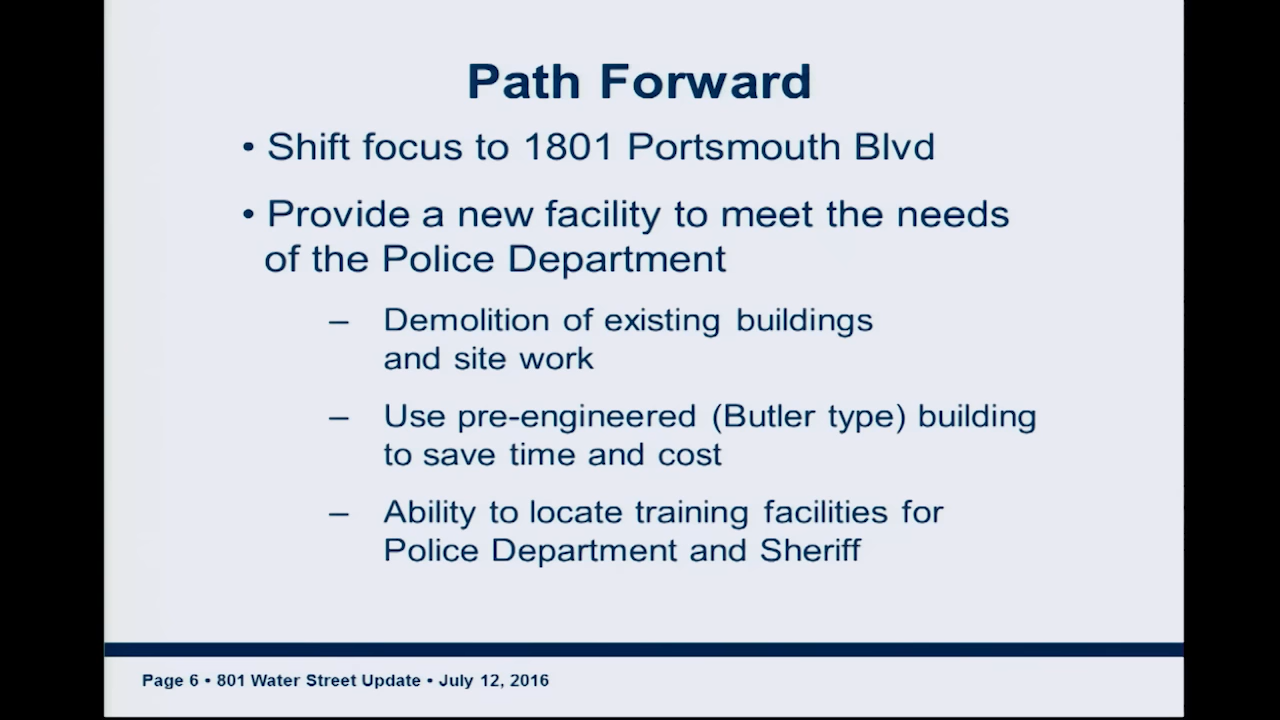 Path Forward
• Shift focus to 1801 Portsmouth Blvd
• Provide a new facility to meet the needs
of the Police Department
– Demolition of existing buildings
and site work
– Use pre-engineered (Butler type) building
to save time and cost
– Ability to locate training facilities for
Police Department and Sheriff
Page 6 • 801 Water Street Update • July 12, 2016